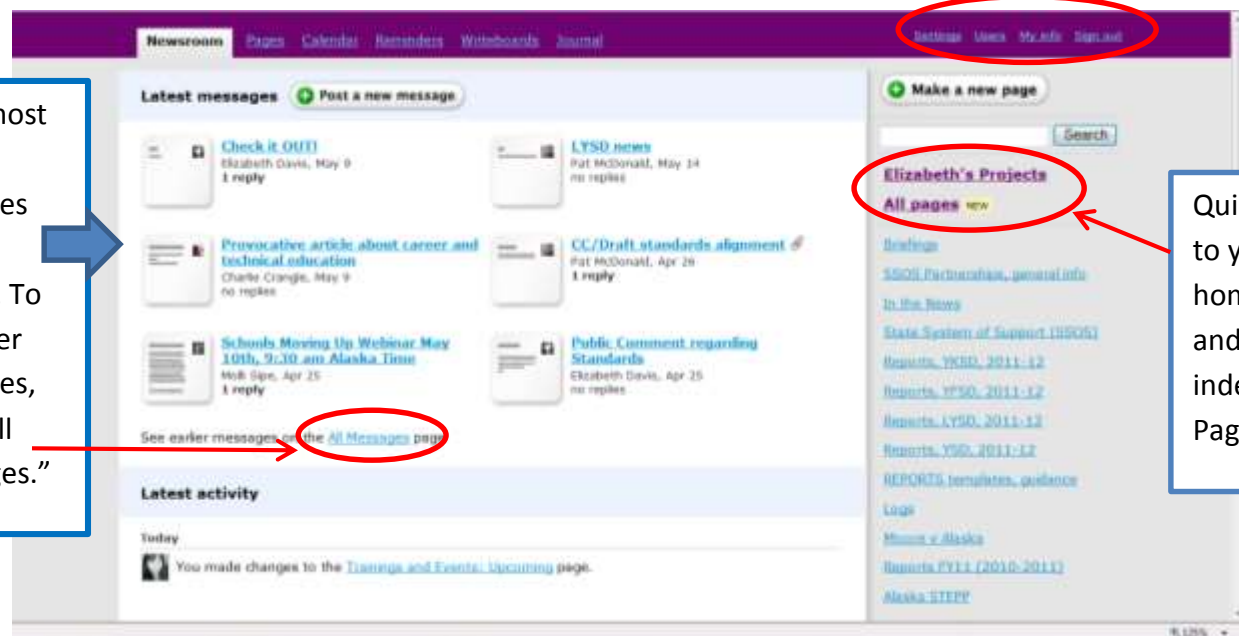 Newsroom Pages Calendar Reminders Writeboards Journal
Settings Users My info Sign out
Latest messages Post a new message
Check it OUT!
Elizabeth Davis, May 9
1 reply
LYSD news
Pat McDonald, May 14
no replies
Provocative article about career and
technical education
Charlie Crangle, May 9
no replies
CC/Draft standards alignment
Pat McDonald, Apr 26
1 reply
Schools Moving Up Webinar May
10th, 9:30 am Alaska Time
Molli Sipe, Apr 25
1 reply
Public Comment regarding
Standards
Elizabeth Davis, Apr 25
no replies
See earlier messages on the All Messages page
Latest activity
Today
You made changes to the Trainings and Events: Upcoming page.
Make a new page
Search
Elizabeth's Projects
All pages NEW
Briefings
SSOS Partnerships, general info
In the News
State System of Support (SSOS)
Reports, YKSD, 2011-12
Reports, YFSD, 2011-12
Reports, LYSD, 2011-12
Reports, YSD, 2011-12
REPORTS templates, guidance
Logs
Moore v Alaska
Reports FY11 (2010-2011)
Alaska STEPP
ost
es
To
er
es,
ll
ges.”
Qui
to y
hon
and
inde
Pag